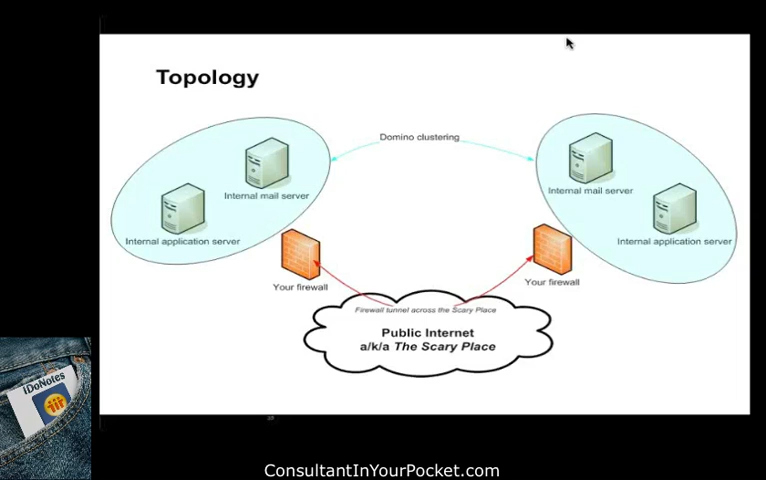 Topology
Domino clustering
Internal mail server
Internal application server
Internal mail server
Internal application server
Your firewall
Your firewall
Firewall tunnel across the Scary Place
Public Internet
a/k/a The Scary Place
iDoNotes
ConsultantInYourPocket.com